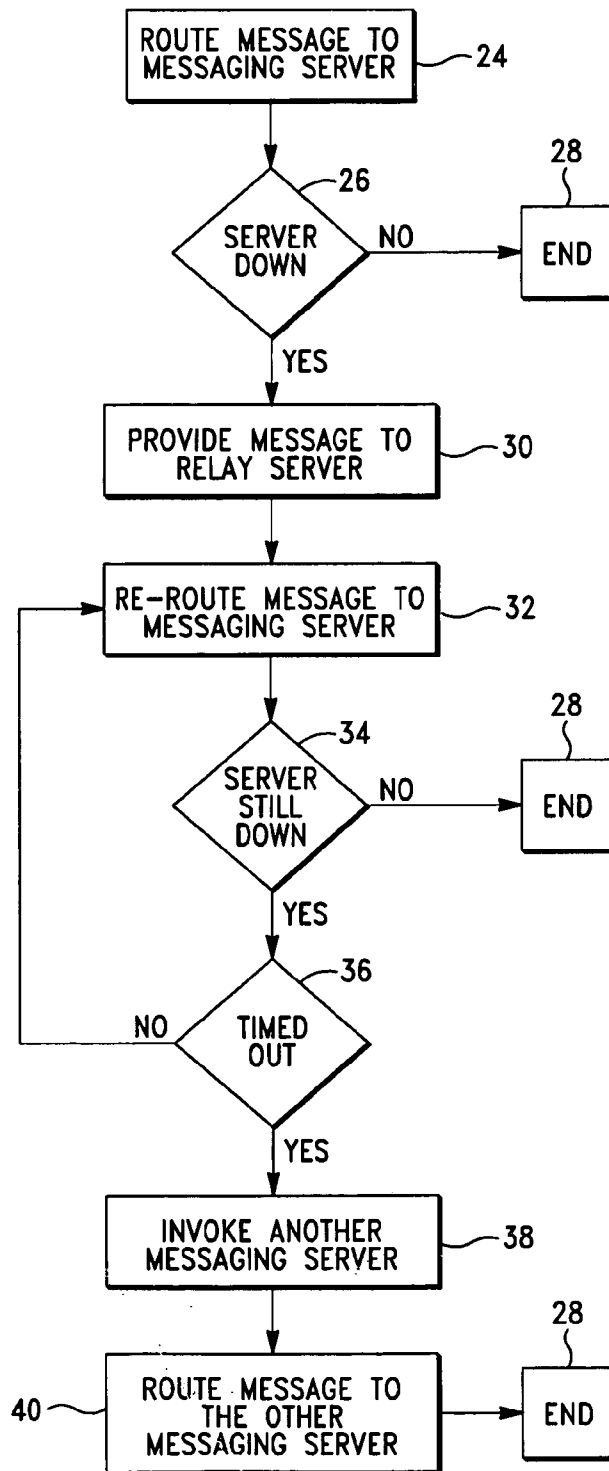 ROUTE MESSAGE TO
MESSAGING SERVER
24
26
28
SERVER
DOWN
NO
END
YES
PROVIDE MESSAGE TO
RELAY SERVER
30
RE-ROUTE MESSAGE TO
MESSAGING SERVER
32
34
28
SERVER
STILL
DOWN
NO
END
YES
36
NO
TIMED
OUT
YES
INVOKE ANOTHER
MESSAGING SERVER
38
28
40
ROUTE MESSAGE TO
THE OTHER
MESSAGING SERVER
END